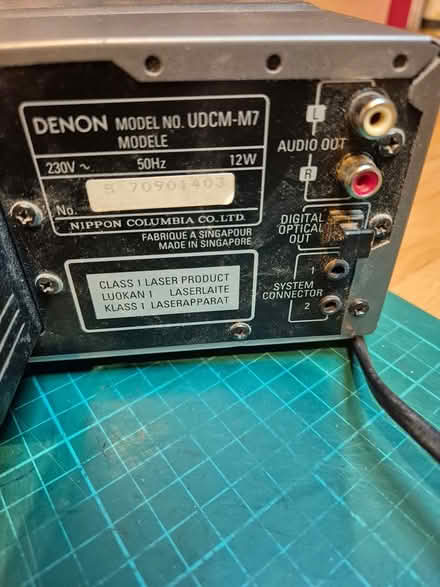 DENON MODEL NO. UDCM-M7
MODELE
230V ~ 50Hz 12W
No. 70901403
NIPPON COLUMBIA CO.,LTD.
FABRIQUE A SINGAPOUR
MADE IN SINGAPORE
CLASS 1 LASER PRODUCT
LUOKAN 1 LASERLAITE
KLASS 1 LASERAPPARAT
L
AUDIO OUT
R
DIGITAL
OPTICAL
OUT
1
SYSTEM
CONNECTOR
2